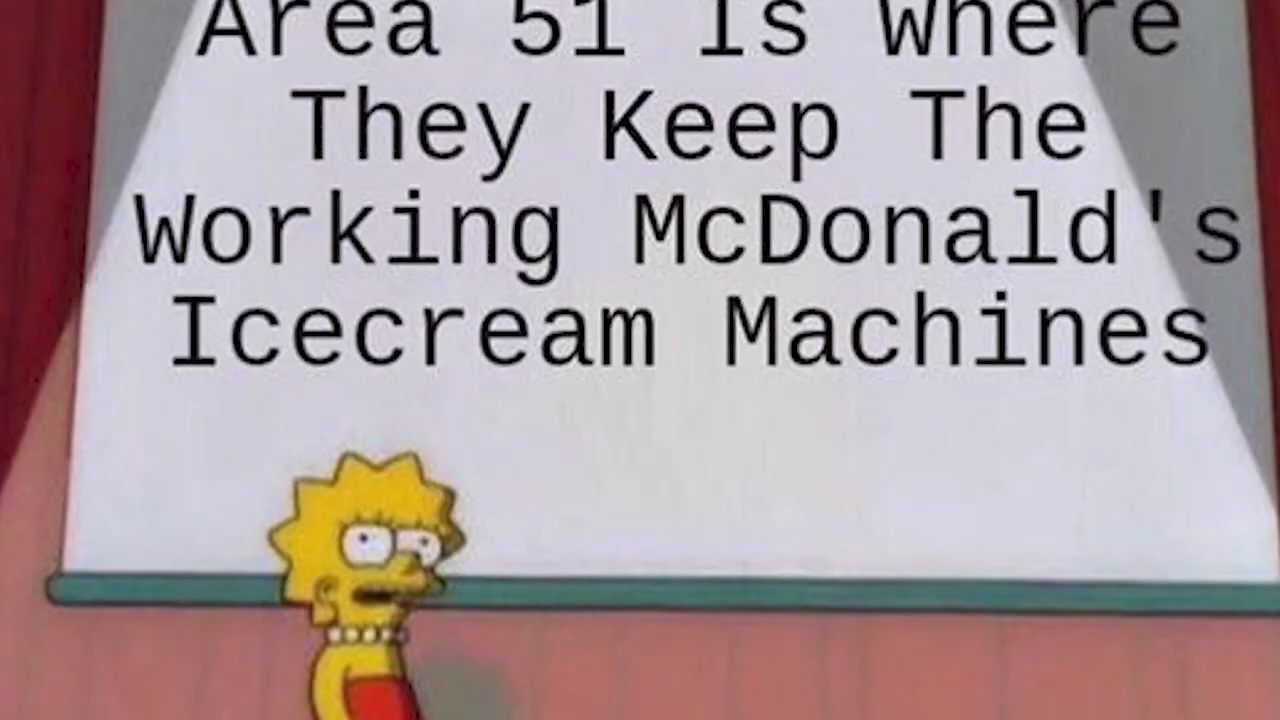 Area 51 Is Where
They Keep The
Working McDonald's
Icecream Machines